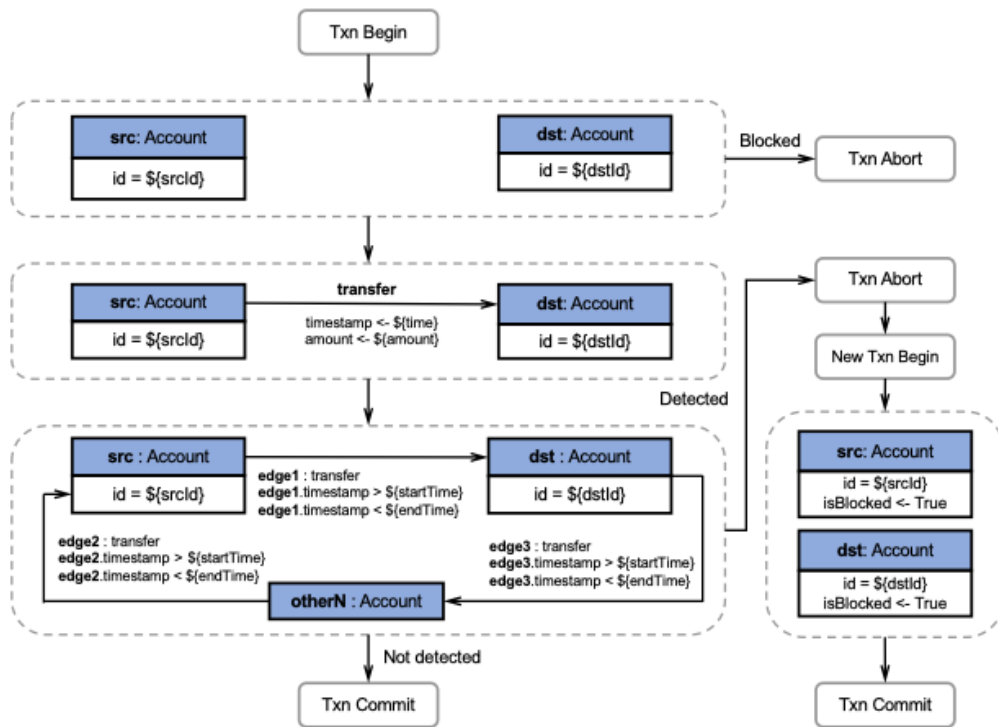 Txn Begin
src: Account
id = ${srcId}
dst: Account
id = ${dstId}
Blocked
Txn Abort
src: Account
id = ${srcId}
transfer
timestamp <- ${time}
amount <- ${amount}
dst: Account
id = ${dstId}
Detected
Txn Abort
New Txn Begin
src: Account
id = ${srcId}
isBlocked <- True
dst: Account
id = ${dstId}
isBlocked <- True
Txn Commit
src : Account
id = ${srcId}
edge1 : transfer
edge1.timestamp > ${startTime}
edge1.timestamp < ${endTime}
dst : Account
id = ${dstId}
edge2 : transfer
edge2.timestamp > ${startTime}
edge2.timestamp < ${endTime}
edge3 : transfer
edge3.timestamp > ${startTime}
edge3.timestamp < ${endTime}
otherN : Account
Not detected
Txn Commit